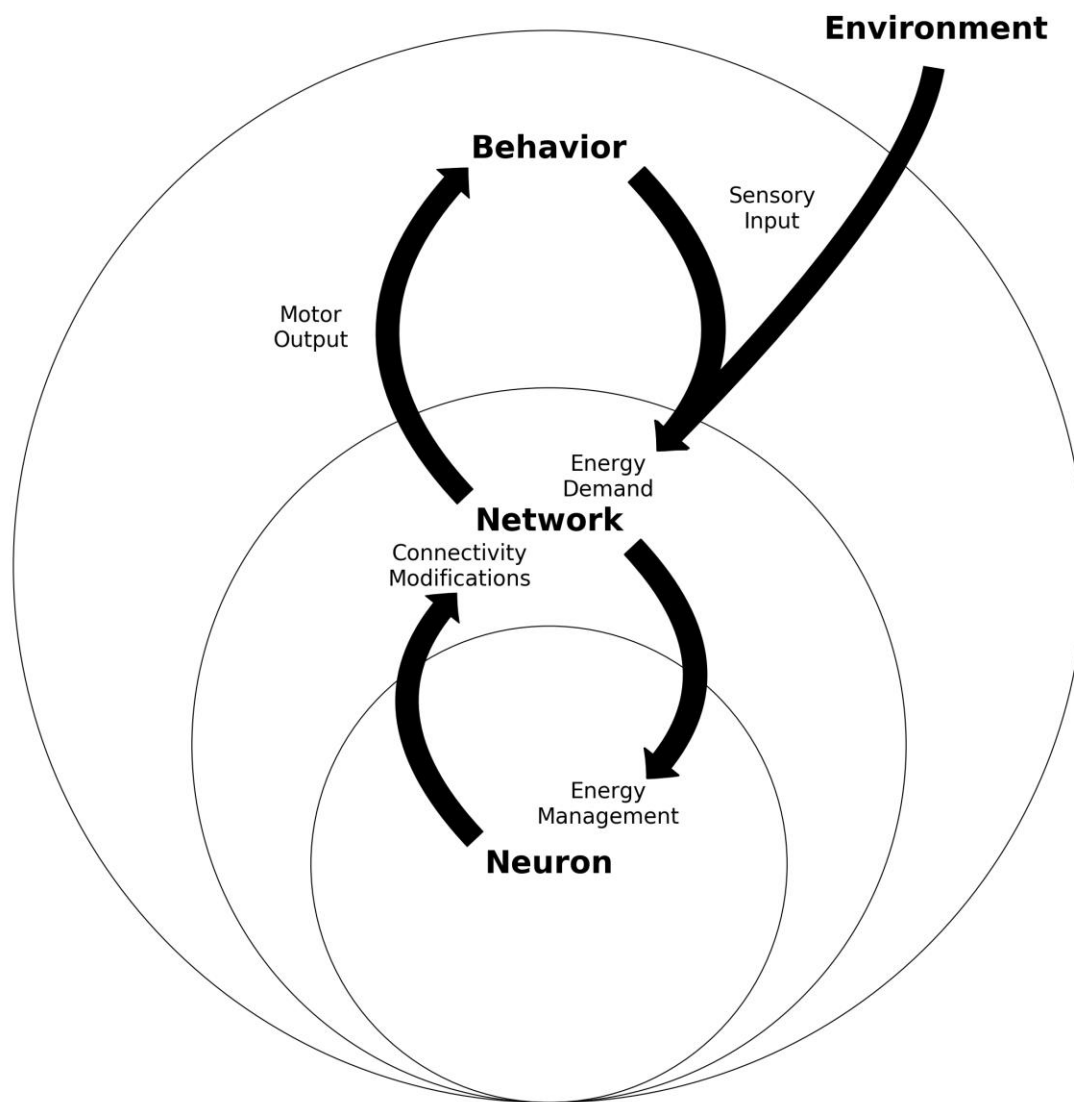 Environment
Behavior
Sensory
Input
Motor
Output
Energy
Demand
Network
Connectivity
Modifications
Energy
Management
Neuron